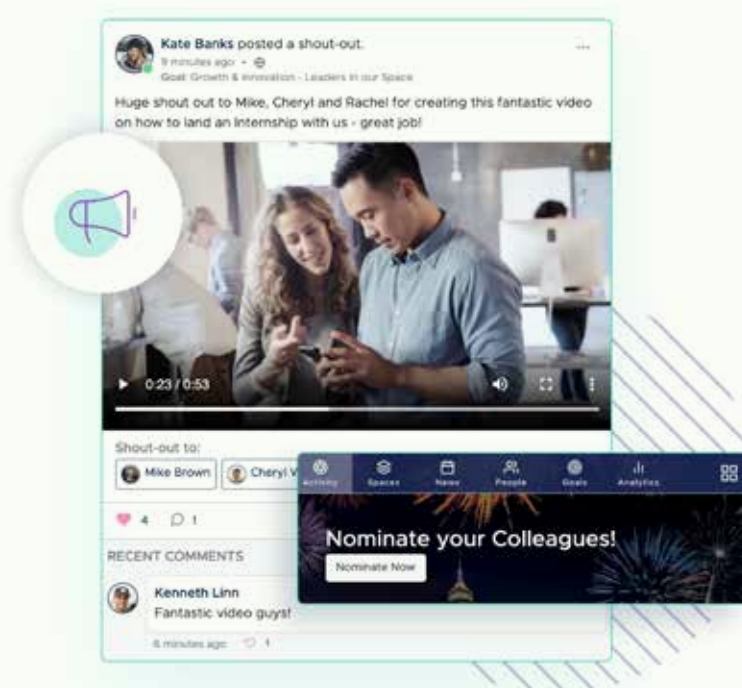 Kate Banks posted a shout-out.
9 minutes ago
Goal: Growth & Innovation - Leaders in our Space
Huge shout out to Mike, Cheryl and Rachel for creating this fantastic video
on how to land an Internship with us - great job!
0:23 / 0:53
Shout-out to:
Mike Brown
Cheryl V
Activity Spaces News People Goals Analytics
Nominate your Colleagues!
Nominate Now
4 1
RECENT COMMENTS
Kenneth Linn
Fantastic video guys!
6 minutes ago 1